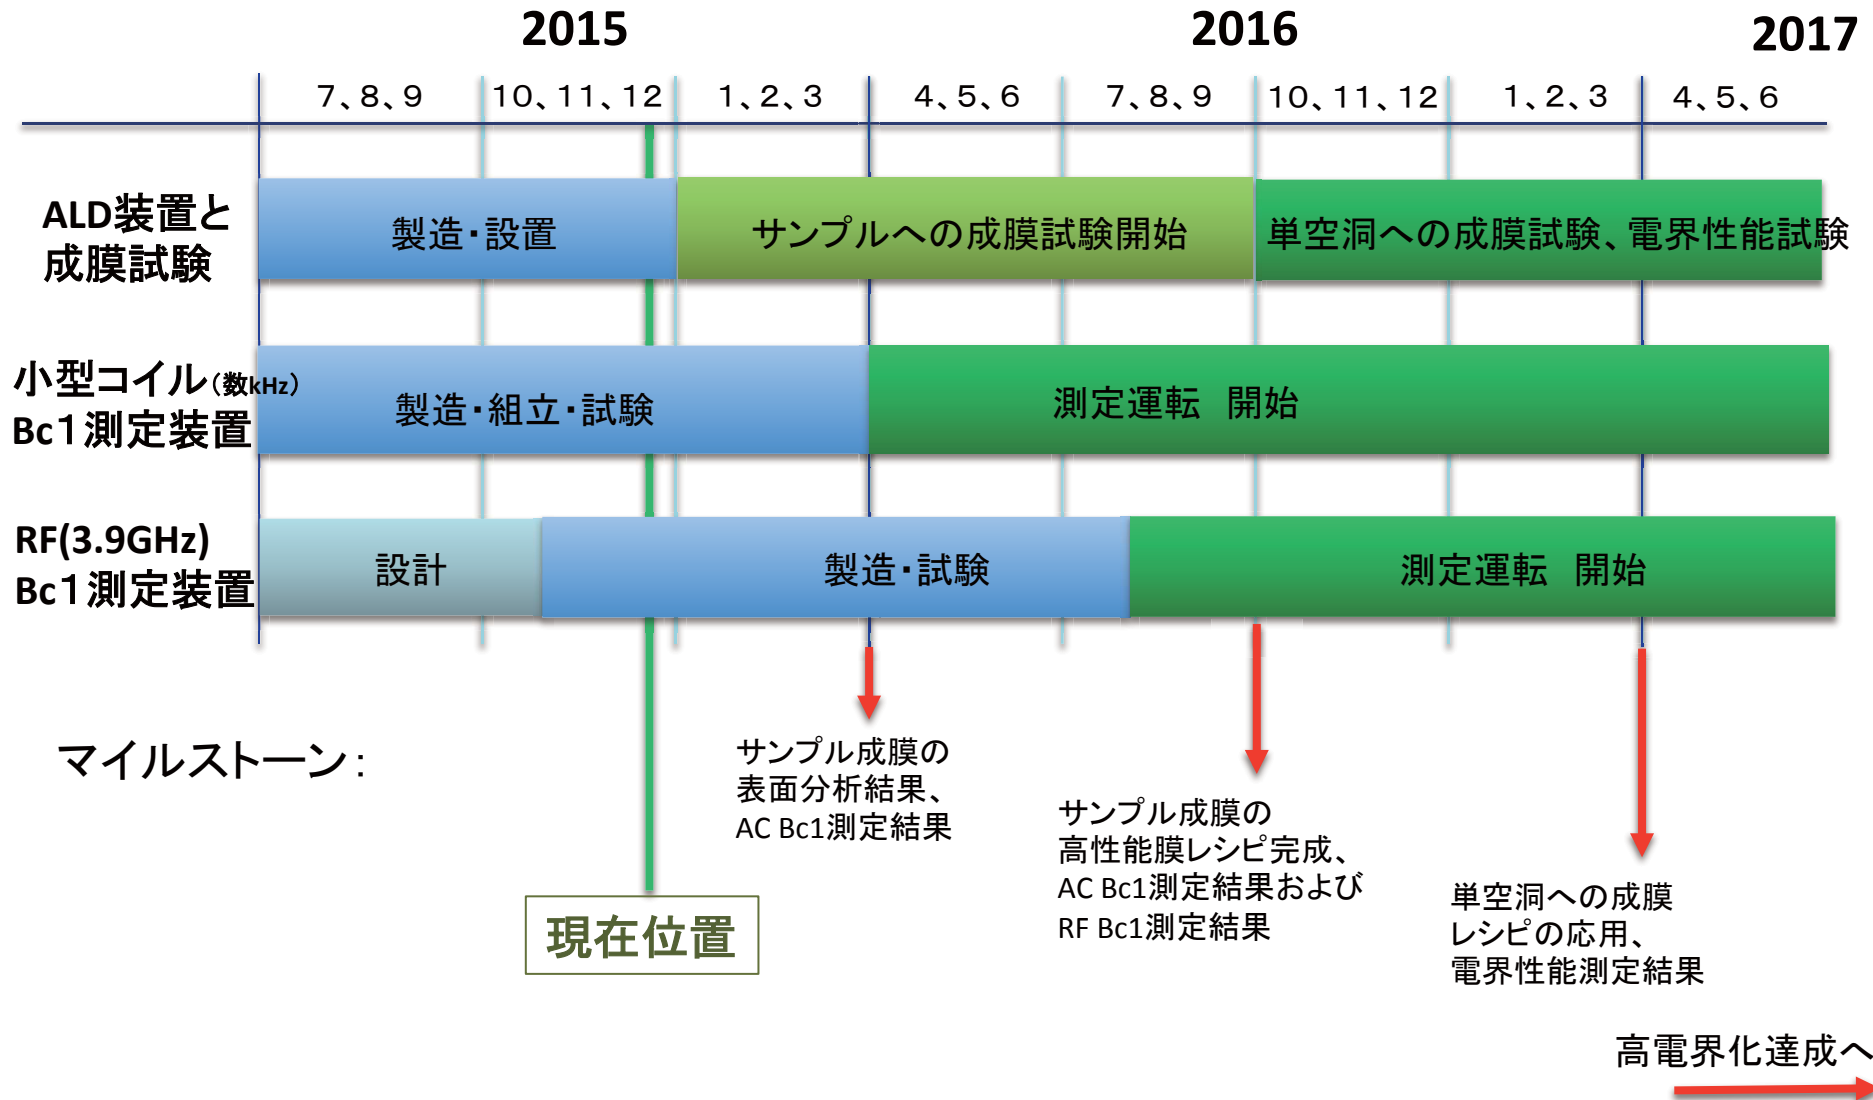 2015
2016
2017
7、8、9
10、11、12
1、2、3
4、5、6
7、8、9
10、11、12
1、2、3
4、5、6
ALD装置と
成膜試験
製造・設置
サンプルへの成膜試験開始
単空洞への成膜試験、電界性能試験
小型コイル（数kHz）
Bc１測定装置
製造・組立・試験
測定運転　開始
RF(3.9GHz)
Bc１測定装置
設計
製造・試験
測定運転　開始
マイルストーン：
サンプル成膜の
表面分析結果、
AC Bc1測定結果
サンプル成膜の
高性能膜レシピ完成、
AC Bc1測定結果および
RF Bc1測定結果
単空洞への成膜
レシピの応用、
電界性能測定結果
現在位置
高電界化達成へ